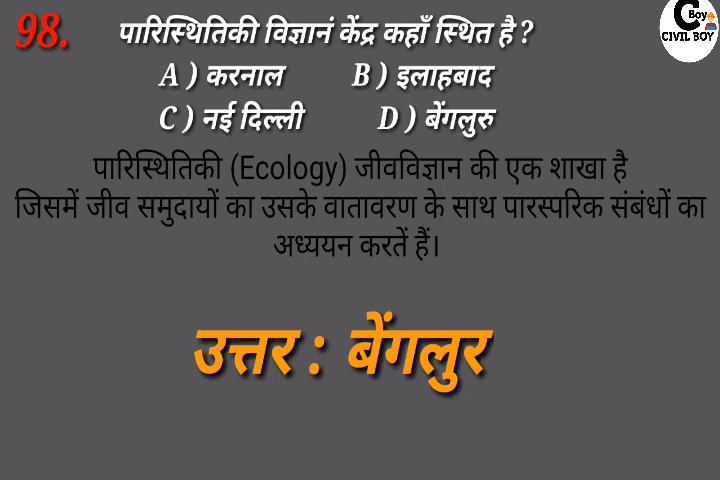 98. पारिस्थितिकी विज्ञानं केंद्र कहाँ स्थित है ?
A ) करनाल B ) इलाहबाद
C ) नई दिल्ली D ) बेंगलुरु
पारिस्थितिकी (Ecology) जीवविज्ञान की एक शाखा है
जिसमें जीव समुदायों का उसके वातावरण के साथ पारस्परिक संबंधों का
अध्ययन करतें हैं।
उत्तर : बेंगलुर
C Boy
CIVIL BOY